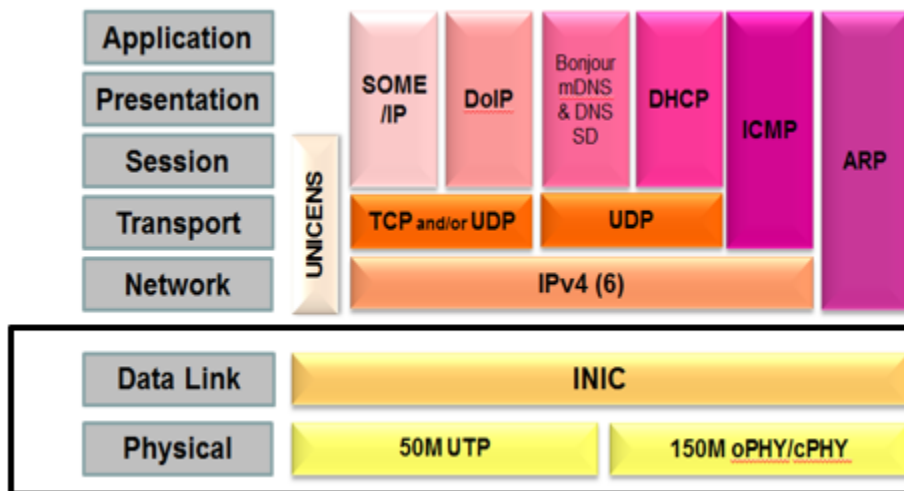 Application
Presentation
Session
Transport
Network
Data Link
Physical
UNICENS
SOME
/IP
DoIP
Bonjour
mDNS
& DNS
SD
DHCP
ICMP
ARP
TCP and/or UDP
UDP
IPv4 (6)
INIC
50M UTP
150M oPHY/cPHY